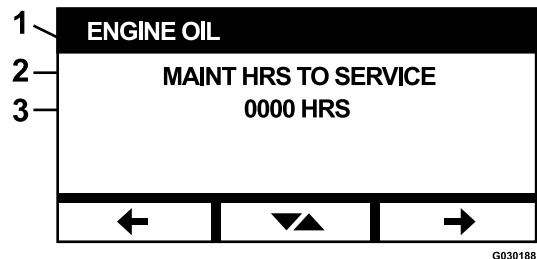 1
ENGINE OIL
2
MAINT HRS TO SERVICE
3
0000 HRS
G030188